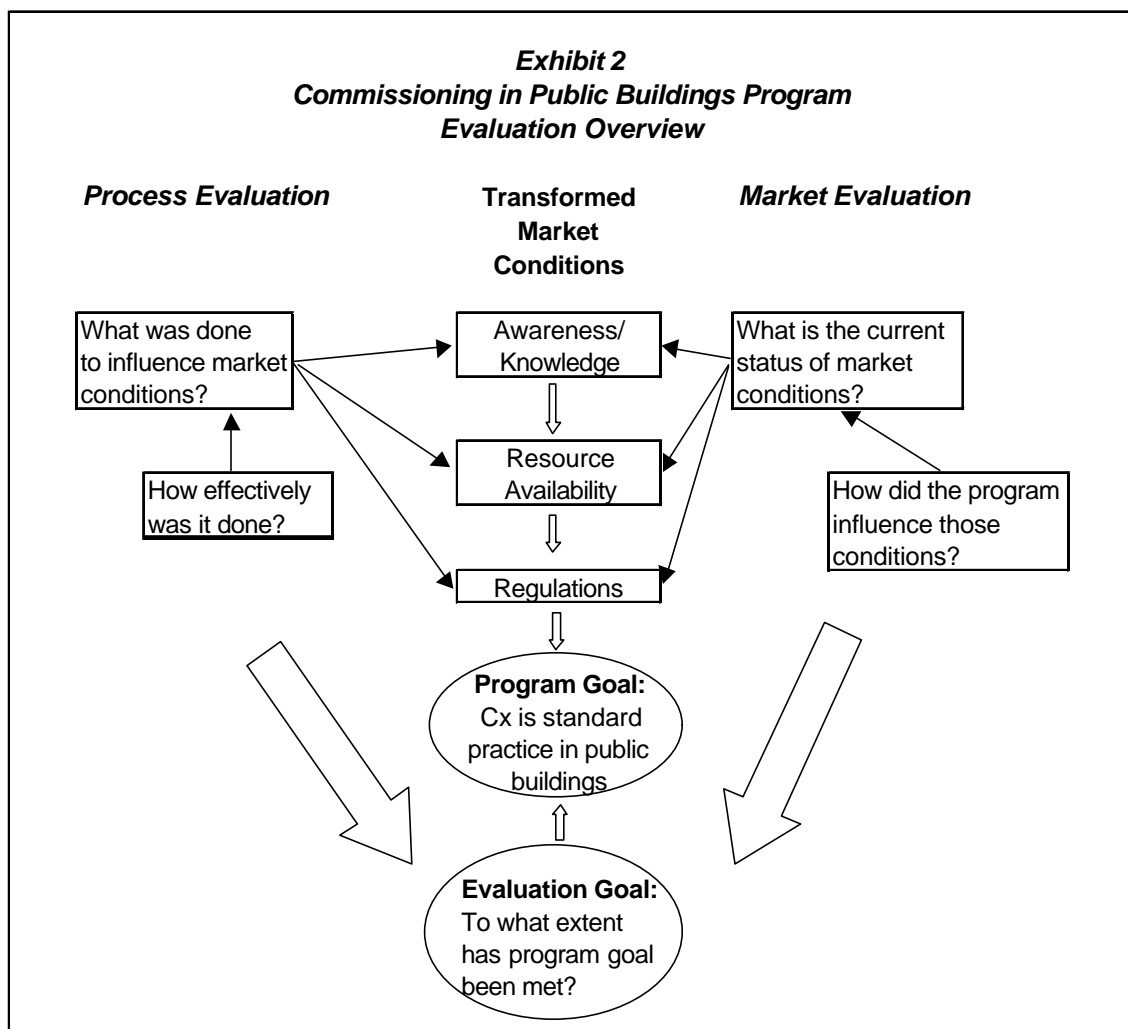 Exhibit 2
Commissioning in Public Buildings Program
Evaluation Overview
Process Evaluation
Transformed
Market
Conditions
Market Evaluation
What was done
to influence market
conditions?
Awareness/
Knowledge
What is the current
status of market
conditions?
How effectively
was it done?
Resource
Availability
How did the program
influence those
conditions?
Regulations
Program Goal:
Cx is standard
practice in public
buildings
Evaluation Goal:
To what extent
has program goal
been met?